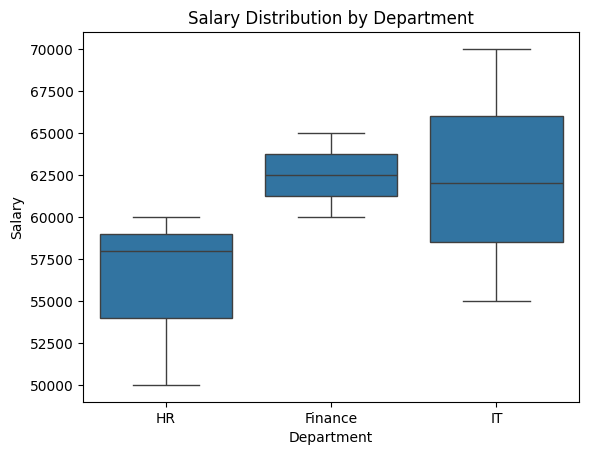 Salary Distribution by Department
70000
67500
65000
62500
60000
57500
55000
52500
50000
Salary
HR Finance IT
Department